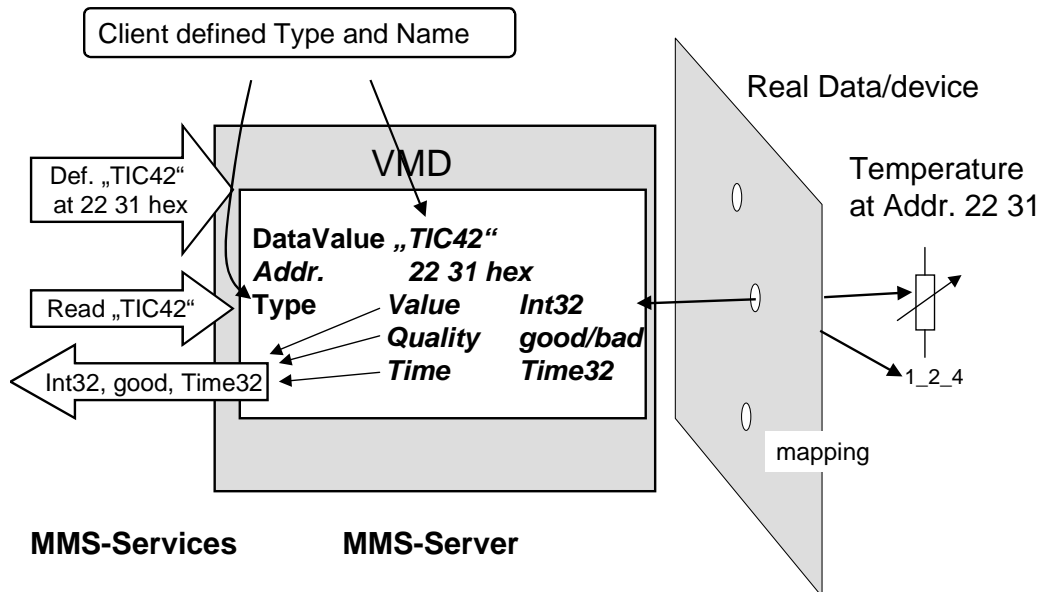 Client defined Type and Name
Real Data/device
VMD
Def. „TIC42“
at 22 31 hex
Temperature
at Addr. 22 31
DataValue „TIC42“
Addr. 22 31 hex
Read „TIC42“
Type Value Int32
Quality good/bad
Time Time32
Int32, good, Time32
1_2_4
mapping
MMS-Services MMS-Server